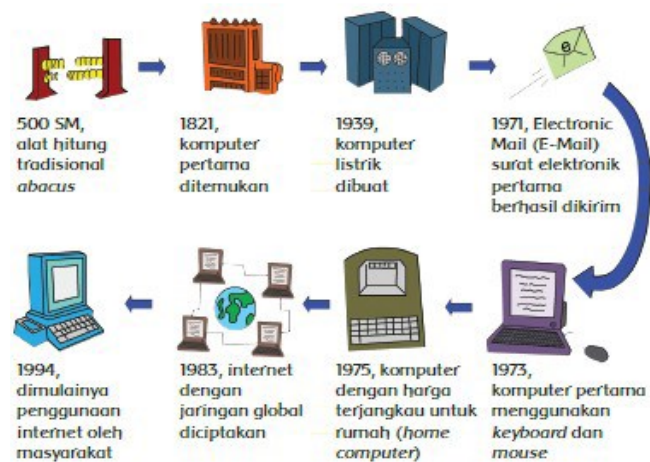 500 SM,
alat hitung
tradisional
abacus
1821,
komputer
pertama
ditemukan
1939,
komputer
listrik
dibuat
1971, Electronic
Mail (E-Mail)
surat elektronik
pertama
berhasil dikirim
1973,
komputer pertama
menggunakan
keyboard dan
mouse
1975, komputer
dengan harga
terjangkau untuk
rumah (home
computer)
1983, internet
dengan
jaringan global
diciptakan
1994,
dimulainya
penggunaan
internet oleh
masyarakat